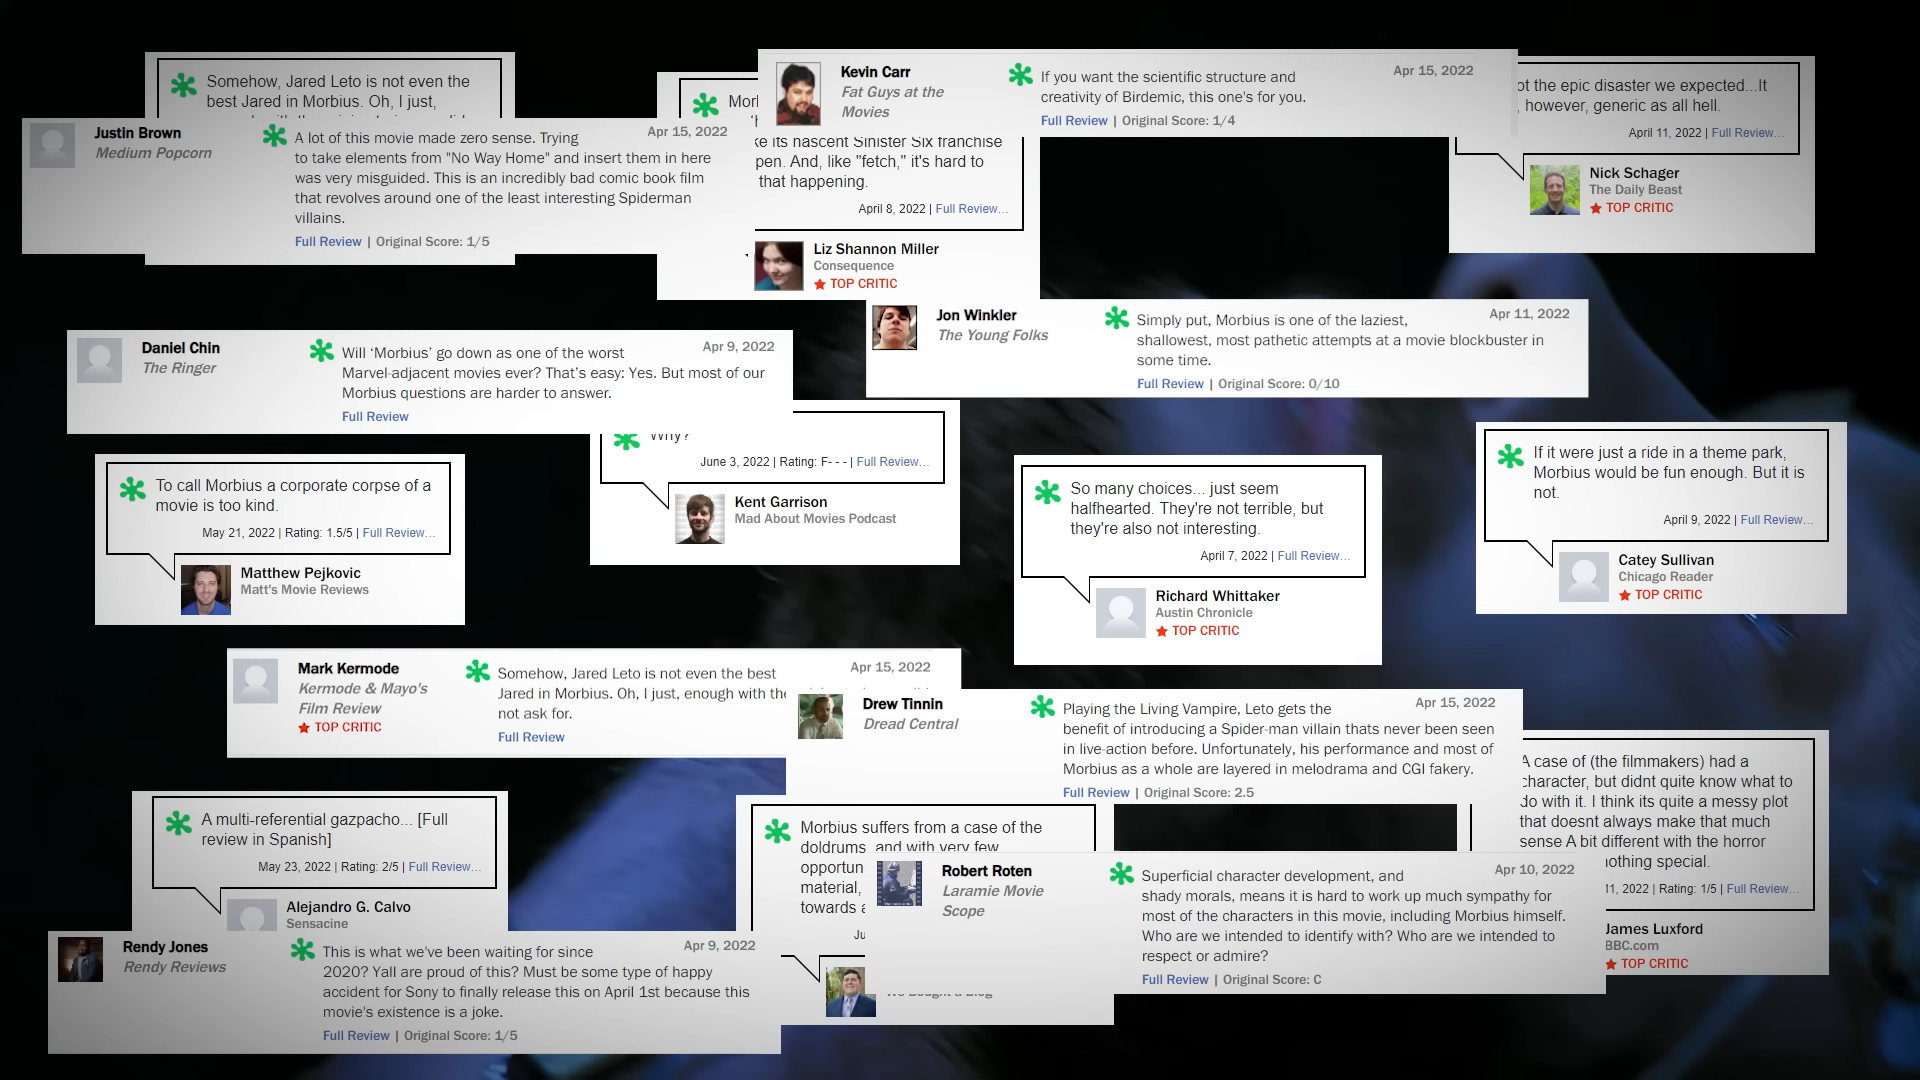 Somehow, Jared Leto is not even the
best Jared in Morbius. Oh, I just,
Justin Brown
Medium Popcorn
Apr 15, 2022
A lot of this movie made zero sense. Trying
to take elements from "No Way Home" and insert them in here
was very misguided. This is an incredibly bad comic book film
that revolves around one of the least interesting Spiderman
villains.
Full Review | Original Score: 1/5
Kevin Carr
Fat Guys at the
Movies
Apr 15, 2022
If you want the scientific structure and
creativity of Birdemic, this one's for you.
Full Review | Original Score: 1/4
its nascent Sinister Six franchise
pen. And, like "fetch," it's hard to
that happening.
April 8, 2022 | Full Review...
Liz Shannon Miller
Consequence
TOP CRITIC
ot the epic disaster we expected...It
, however, generic as all hell.
April 11, 2022 | Full Review...
Nick Schager
The Daily Beast
TOP CRITIC
Jon Winkler
The Young Folks
Apr 11, 2022
Simply put, Morbius is one of the laziest,
shallowest, most pathetic attempts at a movie blockbuster in
some time.
Full Review | Original Score: 0/10
Daniel Chin
The Ringer
Apr 9, 2022
Will ‘Morbius’ go down as one of the worst
Marvel-adjacent movies ever? That’s easy: Yes. But most of our
Morbius questions are harder to answer.
Full Review
Why?
June 3, 2022 | Rating: F- - - | Full Review...
Kent Garrison
Mad About Movies Podcast
To call Morbius a corporate corpse of a
movie is too kind.
May 21, 2022 | Rating: 1.5/5 | Full Review...
Matthew Pejkovic
Matt's Movie Reviews
So many choices... just seem
halfhearted. They're not terrible, but
they're also not interesting.
April 7, 2022 | Full Review...
Richard Whittaker
Austin Chronicle
TOP CRITIC
If it were just a ride in a theme park,
Morbius would be fun enough. But it is
not.
April 9, 2022 | Full Review...
Catey Sullivan
Chicago Reader
TOP CRITIC
Mark Kermode
Kermode & Mayo's
Film Review
TOP CRITIC
Apr 15, 2022
Somehow, Jared Leto is not even the best
Jared in Morbius. Oh, I just, enough with the
not ask for.
Full Review
Drew Tinnin
Dread Central
Apr 15, 2022
Playing the Living Vampire, Leto gets the
benefit of introducing a Spider-man villain thats never been seen
in live-action before. Unfortunately, his performance and most of
Morbius as a whole are layered in melodrama and CGI fakery.
Full Review | Original Score: 2.5
A case of (the filmmakers) had a
character, but didnt quite know what to
do with it. I think its quite a messy plot
that doesnt always make that much
sense A bit different with the horror
nothing special.
11, 2022 | Rating: 1/5 | Full Review...
James Luxford
BBC.com
TOP CRITIC
A multi-referential gazpacho... [Full
review in Spanish]
May 23, 2022 | Rating: 2/5 | Full Review...
Alejandro G. Calvo
Sensacine
Morbius suffers from a case of the
doldrums and with very few
opportun
material,
towards a
Ju
We Bought a Blog
Robert Roten
Laramie Movie
Scope
Apr 10, 2022
Superficial character development, and
shady morals, means it is hard to work up much sympathy for
most of the characters in this movie, including Morbius himself.
Who are we intended to identify with? Who are we intended to
respect or admire?
Full Review | Original Score: C
Rendy Jones
Rendy Reviews
Apr 9, 2022
This is what we've been waiting for since
2020? Yall are proud of this? Must be some type of happy
accident for Sony to finally release this on April 1st because this
movie's existence is a joke.
Full Review | Original Score: 1/5